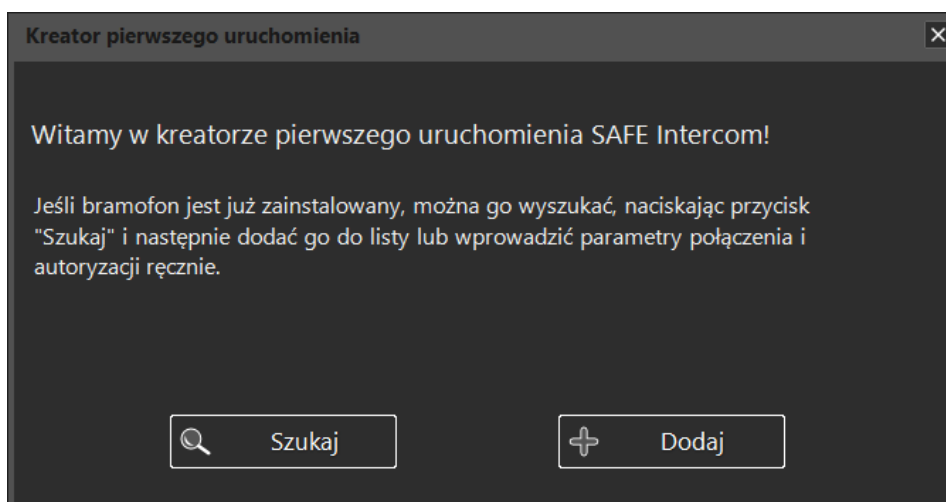 Kreator pierwszego uruchomienia
Witamy w kreatorze pierwszego uruchomienia SAFE Intercom!
Jeśli bramofon jest już zainstalowany, można go wyszukać, naciskając przycisk
"Szukaj" i następnie dodać go do listy lub wprowadzić parametry połączenia i
autoryzacji ręcznie.
Szukaj
Dodaj